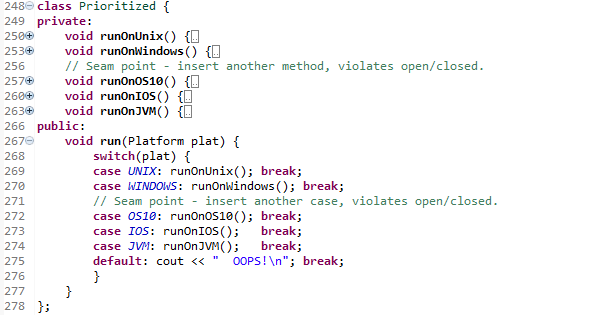 248 class Prioritized {
249 private:
250 void runOnUnix() {
253 void runOnWindows() {
256 // Seam point - insert another method, violates open/closed.
257 void runOnOS10() {
260 void runOnIOS() {
263 void runOnJVM() {
266 public:
267 void run(Platform plat) {
268 switch(plat) {
269 case UNIX: runOnUnix(); break;
270 case WINDOWS: runOnWindows(); break;
271 // Seam point - insert another case, violates open/closed.
272 case OS10: runOnOS10(); break;
273 case IOS: runOnIOS();   break;
274 case JVM: runOnJVM();   break;
275 default: cout << "  OOPS!\n"; break;
276 }
277 }
278 };